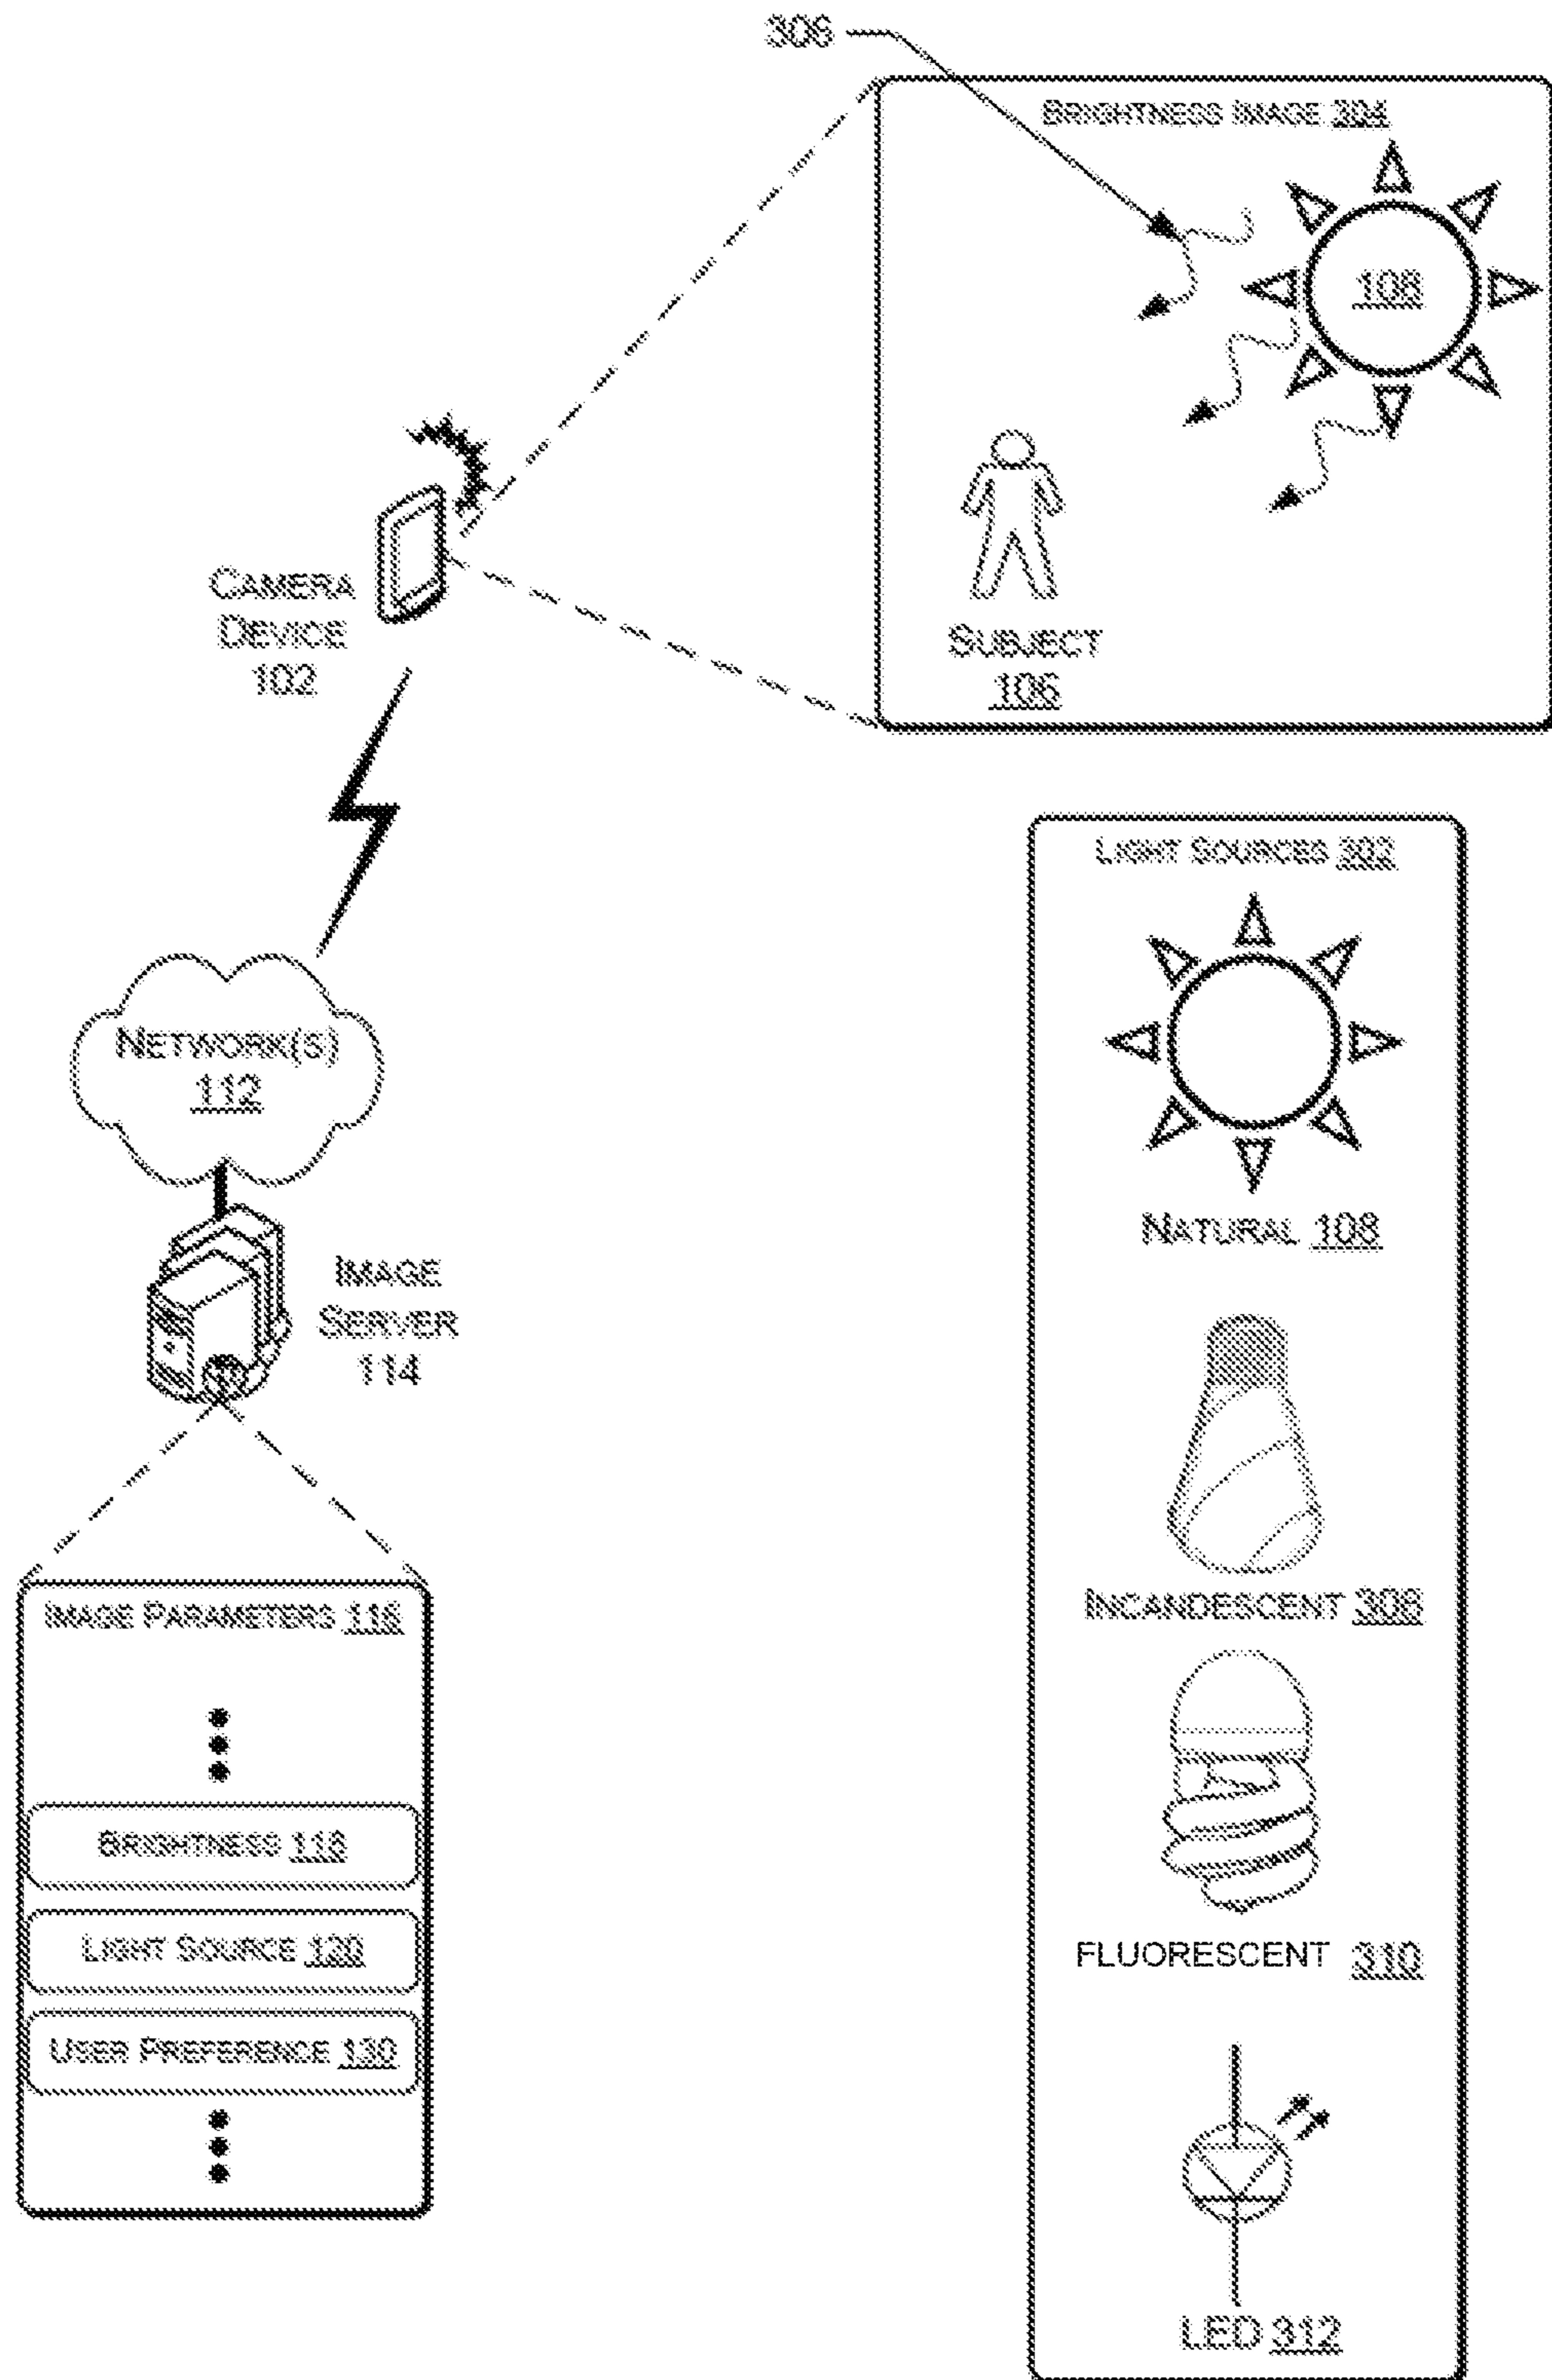 306
BRIGHTNESS IMAGE 304
108
CAMERA
DEVICE
102
SUBJECT
106
LIGHT SOURCES 302
NETWORK(S)
112
NATURAL 108
IMAGE
SERVER
114
INCANDESCENT 308
IMAGE PARAMETERS 116
BRIGHTNESS 118
LIGHT SOURCE 120
FLUORESCENT 310
USER PREFERENCE 130
LED 312